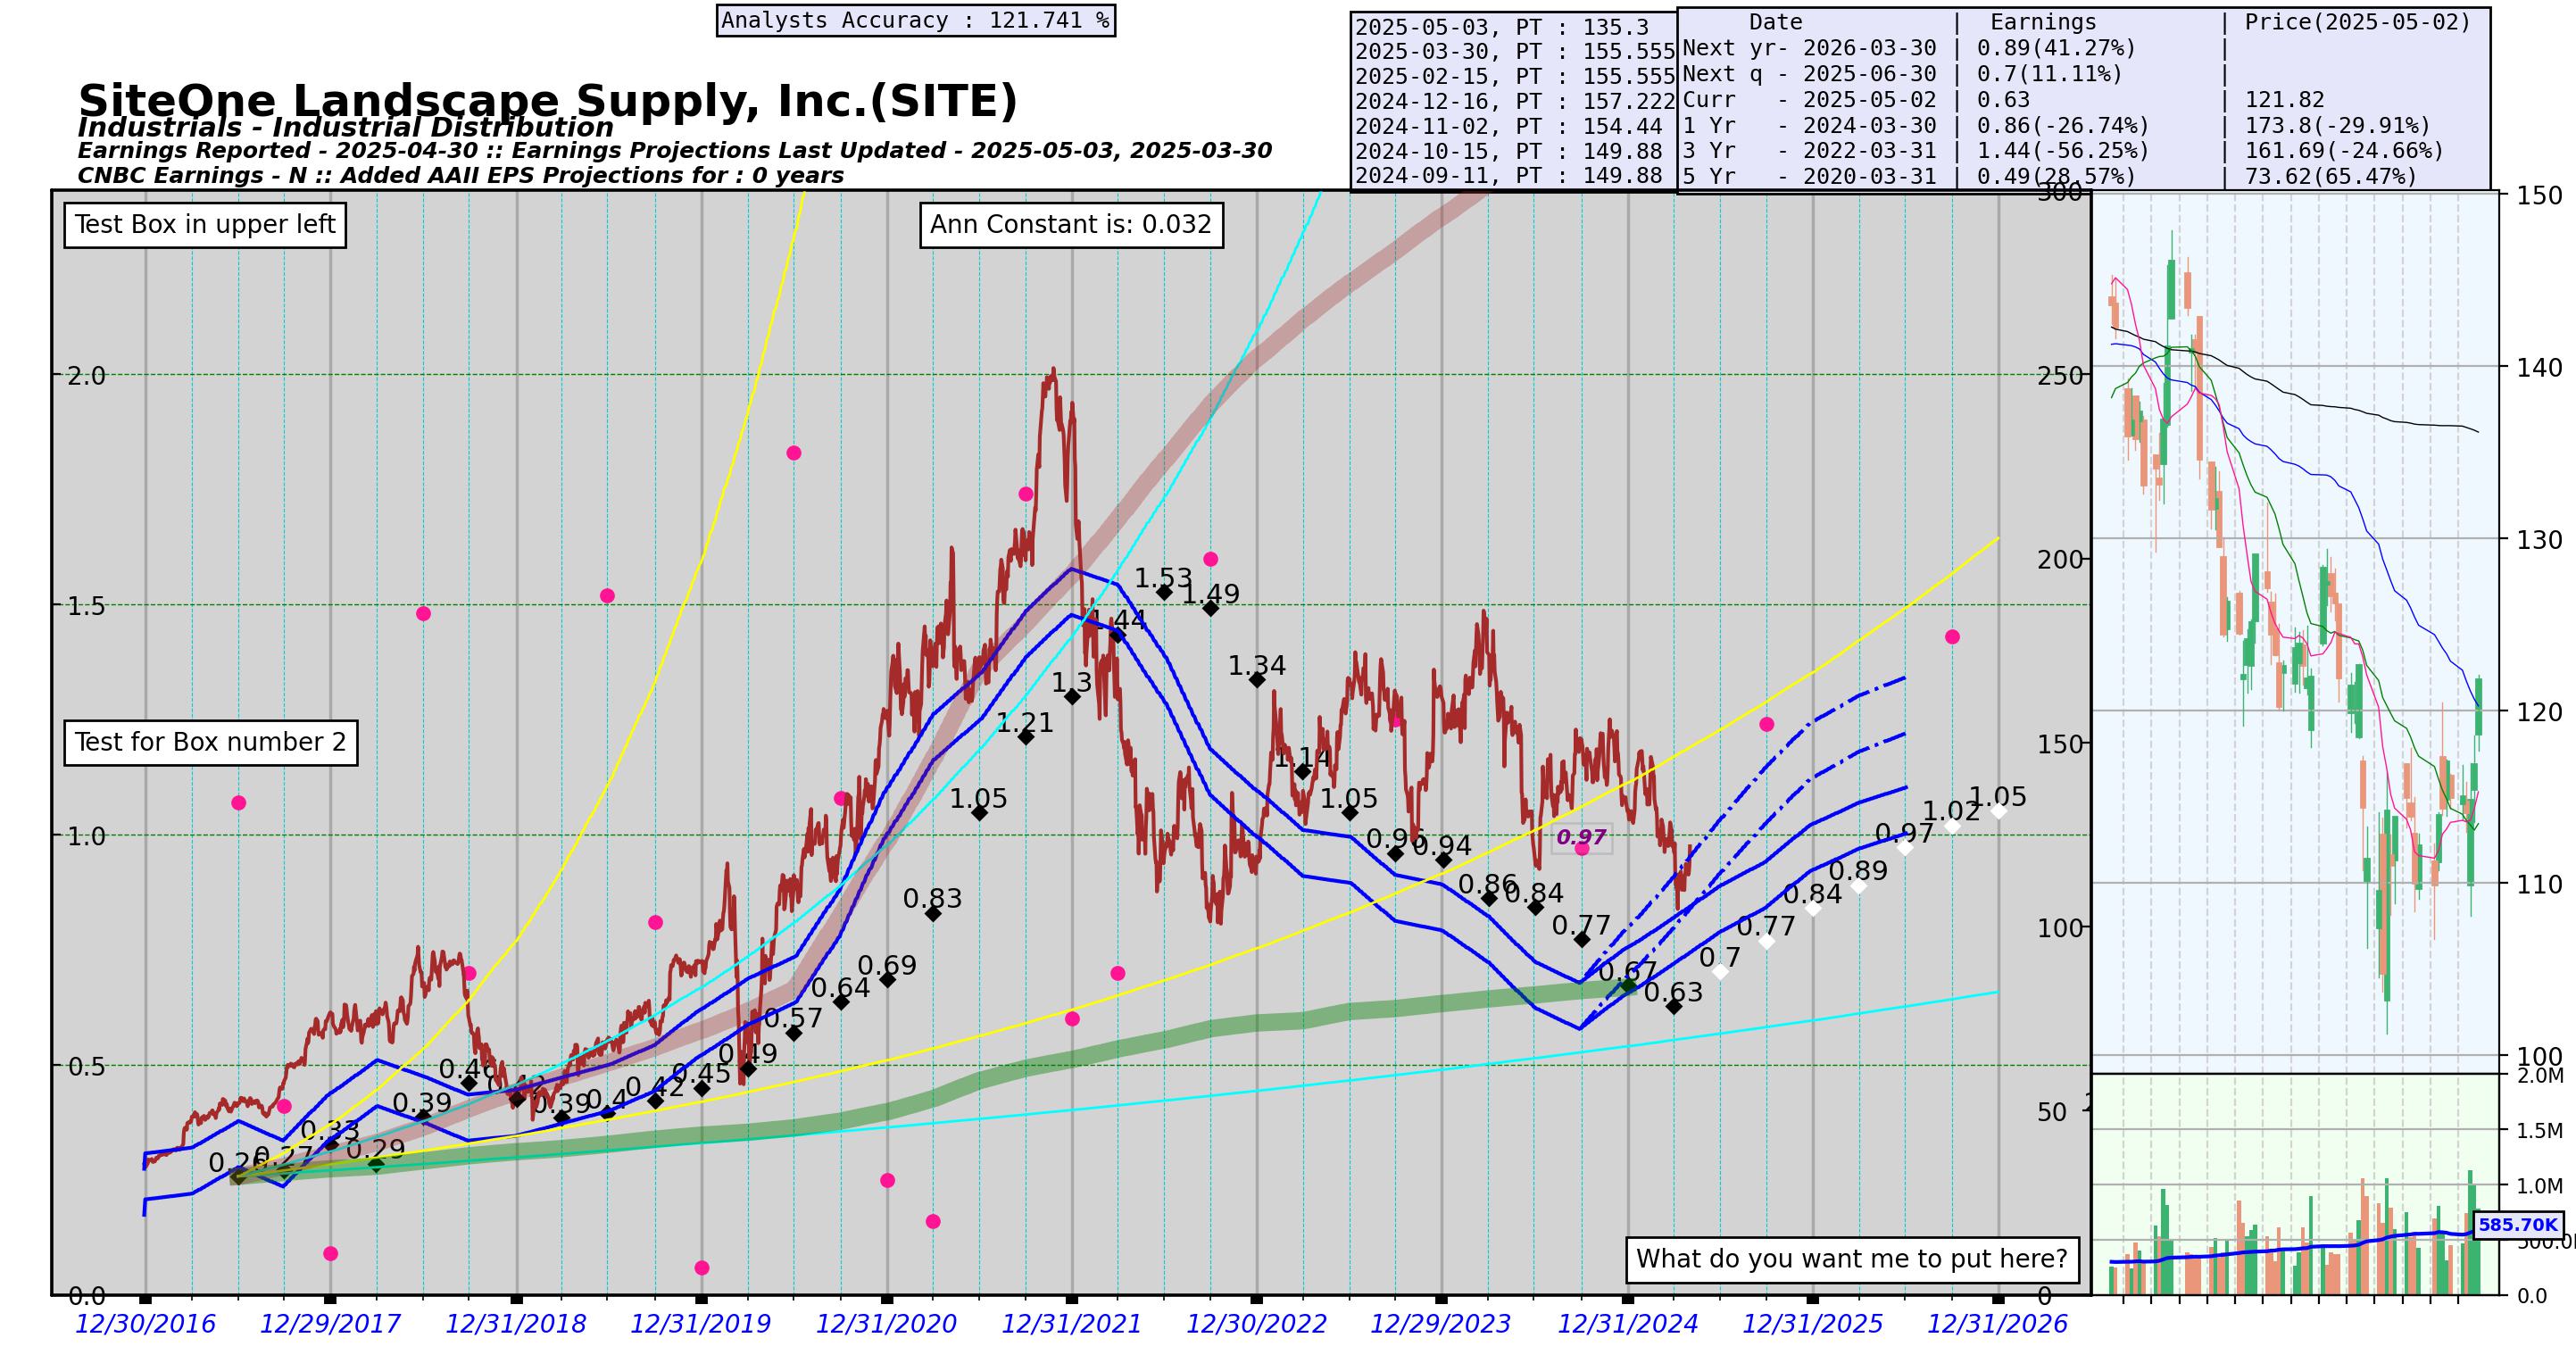 Analysts Accuracy : 121.741 %
SiteOne Landscape Supply, Inc.(SITE)
Industrials - Industrial Distribution
Earnings Reported - 2025-04-30 :: Earnings Projections Last Updated - 2025-05-03, 2025-03-30
CNBC Earnings - N :: Added AAII EPS Projections for : 0 years
2025-05-03, PT : 135.3
2025-03-30, PT : 155.555
2025-02-15, PT : 155.555
2024-12-16, PT : 157.222
2024-11-02, PT : 154.44
2024-10-15, PT : 149.88
2024-09-11, PT : 149.88
Date | Earnings | Price(2025-05-02)
Next yr- 2026-03-30 | 0.89(41.27%) |
Next q - 2025-06-30 | 0.7(11.11%) |
Curr - 2025-05-02 | 0.63 | 121.82
1 Yr - 2024-03-30 | 0.86(-26.74%) | 173.8(-29.91%)
3 Yr - 2022-03-31 | 1.44(-56.25%) | 161.69(-24.66%)
5 Yr - 2020-03-31 | 0.49(28.57%) | 73.62(65.47%)
Test Box in upper left
Ann Constant is: 0.032
Test for Box number 2
What do you want me to put here?
2.0
1.5
1.0
0.5
0.0
300
250
200
150
100
50
0
0.26
0.27
0.33
0.29
0.39
0.46
0.42
0.39
0.4
0.42
0.45
0.49
0.57
0.64
0.69
0.83
1.05
1.21
1.3
1.44
1.53
1.49
1.34
1.14
1.05
0.96
0.94
0.86
0.84
0.77
0.97
0.67
0.63
0.7
0.77
0.84
0.89
0.97
1.02
1.05
12/30/2016
12/29/2017
12/31/2018
12/31/2019
12/31/2020
12/31/2021
12/30/2022
12/29/2023
12/31/2024
12/31/2025
12/31/2026
150
140
130
120
110
100
2.0M
1.5M
1.0M
585.70K
0.0